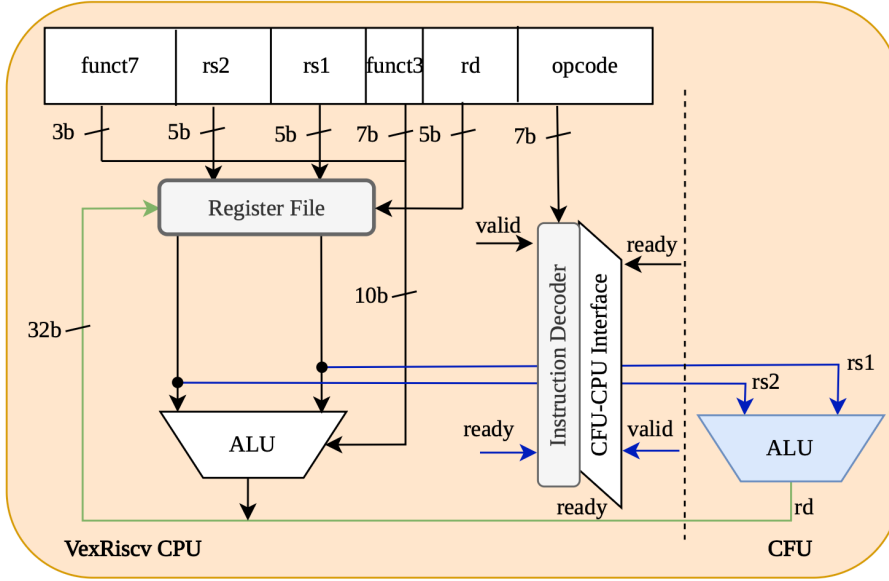 funct7 rs2 rs1 funct3 rd opcode
3b 5b 5b 7b 5b 7b
Register File
valid
ready
10b
32b
Instruction Decoder
CFU-CPU Interface
rs1
rs2
ready
valid
ALU
ALU
ready
rd
VexRiscv CPU
CFU